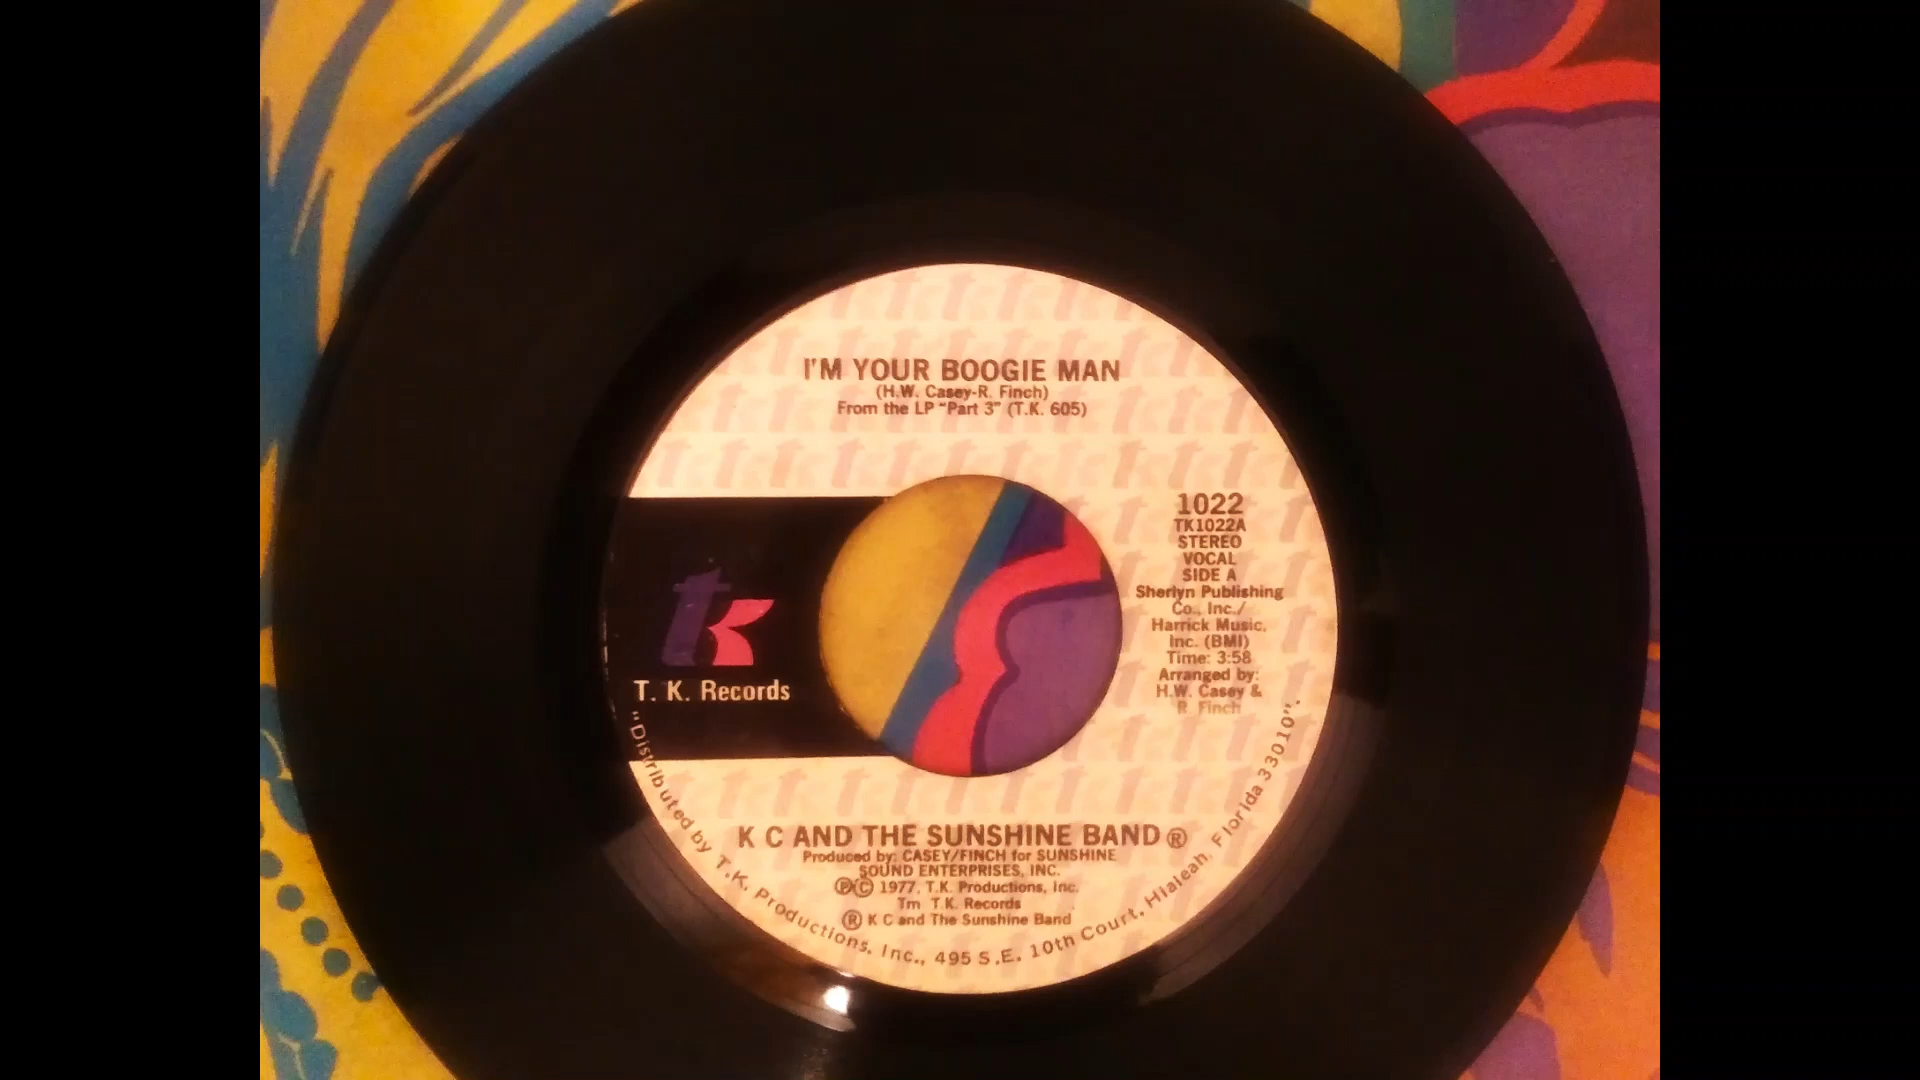 I'M YOUR BOOGIE MAN
(H.W. Casey-R. Finch)
From the LP "Part 3" (T.K. 605)
1022
TK1022A
STEREO
VOCAL
SIDE A
Sherlyn Publishing
Co., Inc./
Harrick Music,
Inc. (BMI)
Time: 3:58
Arranged by:
H.W. Casey &
R. Finch
tk
T. K. Records
K C AND THE SUNSHINE BAND ®
Produced by: CASEY/FINCH for SUNSHINE
SOUND ENTERPRISES, INC.
℗© 1977, T.K. Productions, Inc.
Tm T.K. Records
® K C and The Sunshine Band
"Distributed by T.K. Productions, Inc., 495 S.E. 10th Court, Hialeah, Florida 33010".